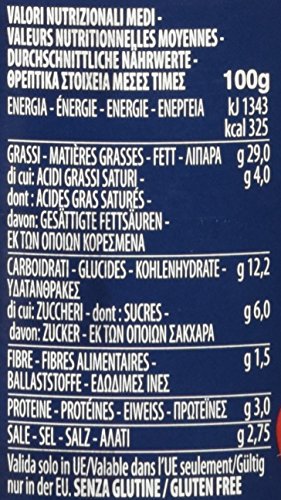 VALORI NUTRIZIONALI MEDI -
VALEURS NUTRITIONNELLES MOYENNES -
DURCHSCHNITTLICHE NÄHRWERTE -
ΘΡΕΠΤΙΚΑ ΣΤΟΙΧΕΙΑ ΜΕΣΕΣ ΤΙΜΕΣ 100g
ENERGIA - ÉNERGIE - ENERGIE - ΕΝΕΡΓΕΙΑ kJ 1343
kcal 325
GRASSI - MATIÈRES GRASSES - FETT - ΛΙΠΑΡΑ g 29,0
di cui: ACIDI GRASSI SATURI - g 4,0
dont : ACIDES GRAS SATURÉS -
davon: GESÄTTIGTE FETTSÄUREN -
ΕΚ ΤΩΝ ΟΠΟΙΩΝ ΚΟΡΕΣΜΕΝΑ
CARBOIDRATI - GLUCIDES - KOHLENHYDRATE - g 12,2
ΥΔΑΤΑΝΘΡΑΚΕΣ
di cui: ZUCCHERI - dont : SUCRES - g 6,0
davon: ZUCKER - ΕΚ ΤΩΝ ΟΠΟΙΩΝ ΣΑΚΧΑΡΑ
FIBRE - FIBRES ALIMENTAIRES - g 1,5
BALLASTSTOFFE - ΕΔΩΔΙΜΕΣ ΙΝΕΣ
PROTEINE - PROTÉINES - EIWEISS - ΠΡΩΤΕΪΝΕΣ g 3,0
SALE - SEL - SALZ - ΑΛΑΤΙ g 2,75
Valida solo in UE/Valable dans l'UE seulement/Gültig
nur in der EU. SENZA GLUTINE / GLUTEN FREE